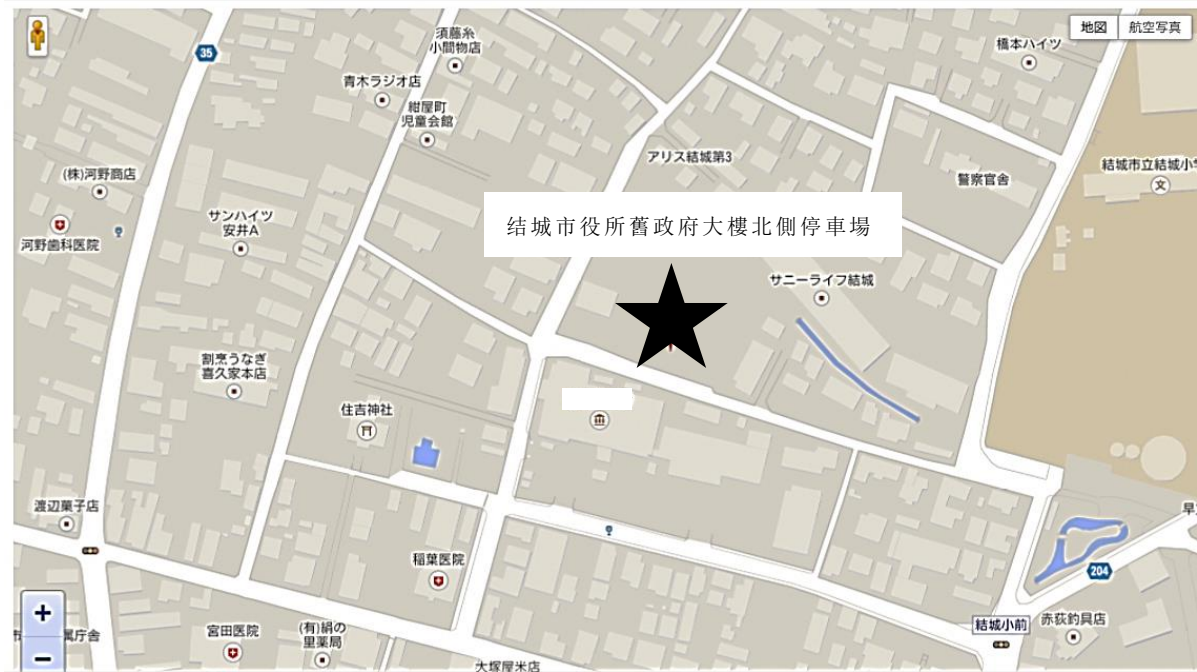 地図
航空写真
須藤糸
小間物店
橋本ハイツ
35
青木ラジオ店
紺屋町
児童会館
アリス結城第3
結城市立結城小学
文
(株)河野商店
警察官舎
サンハイツ
安井A
结城市役所舊政府大樓北側停車場
河野歯科医院
サニーライフ結城
割烹うなぎ
喜久家本店
住吉神社
渡辺菓子店
稲葉医院
204
結城小前
赤荻釣具店
宮田医院
(有)絹の
里薬局
属庁舎
大塚屋米店
+
−